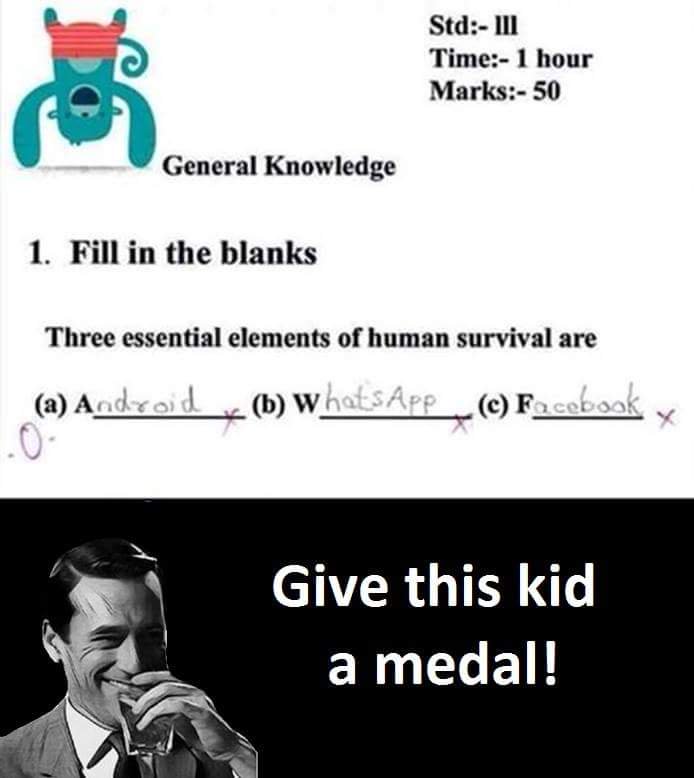 Std:- III
Time:- 1 hour
Marks:- 50
General Knowledge
1. Fill in the blanks
Three essential elements of human survival are
(a) Android x (b) WhatsApp x (c) Facebook x
.0.
Give this kid
a medal!